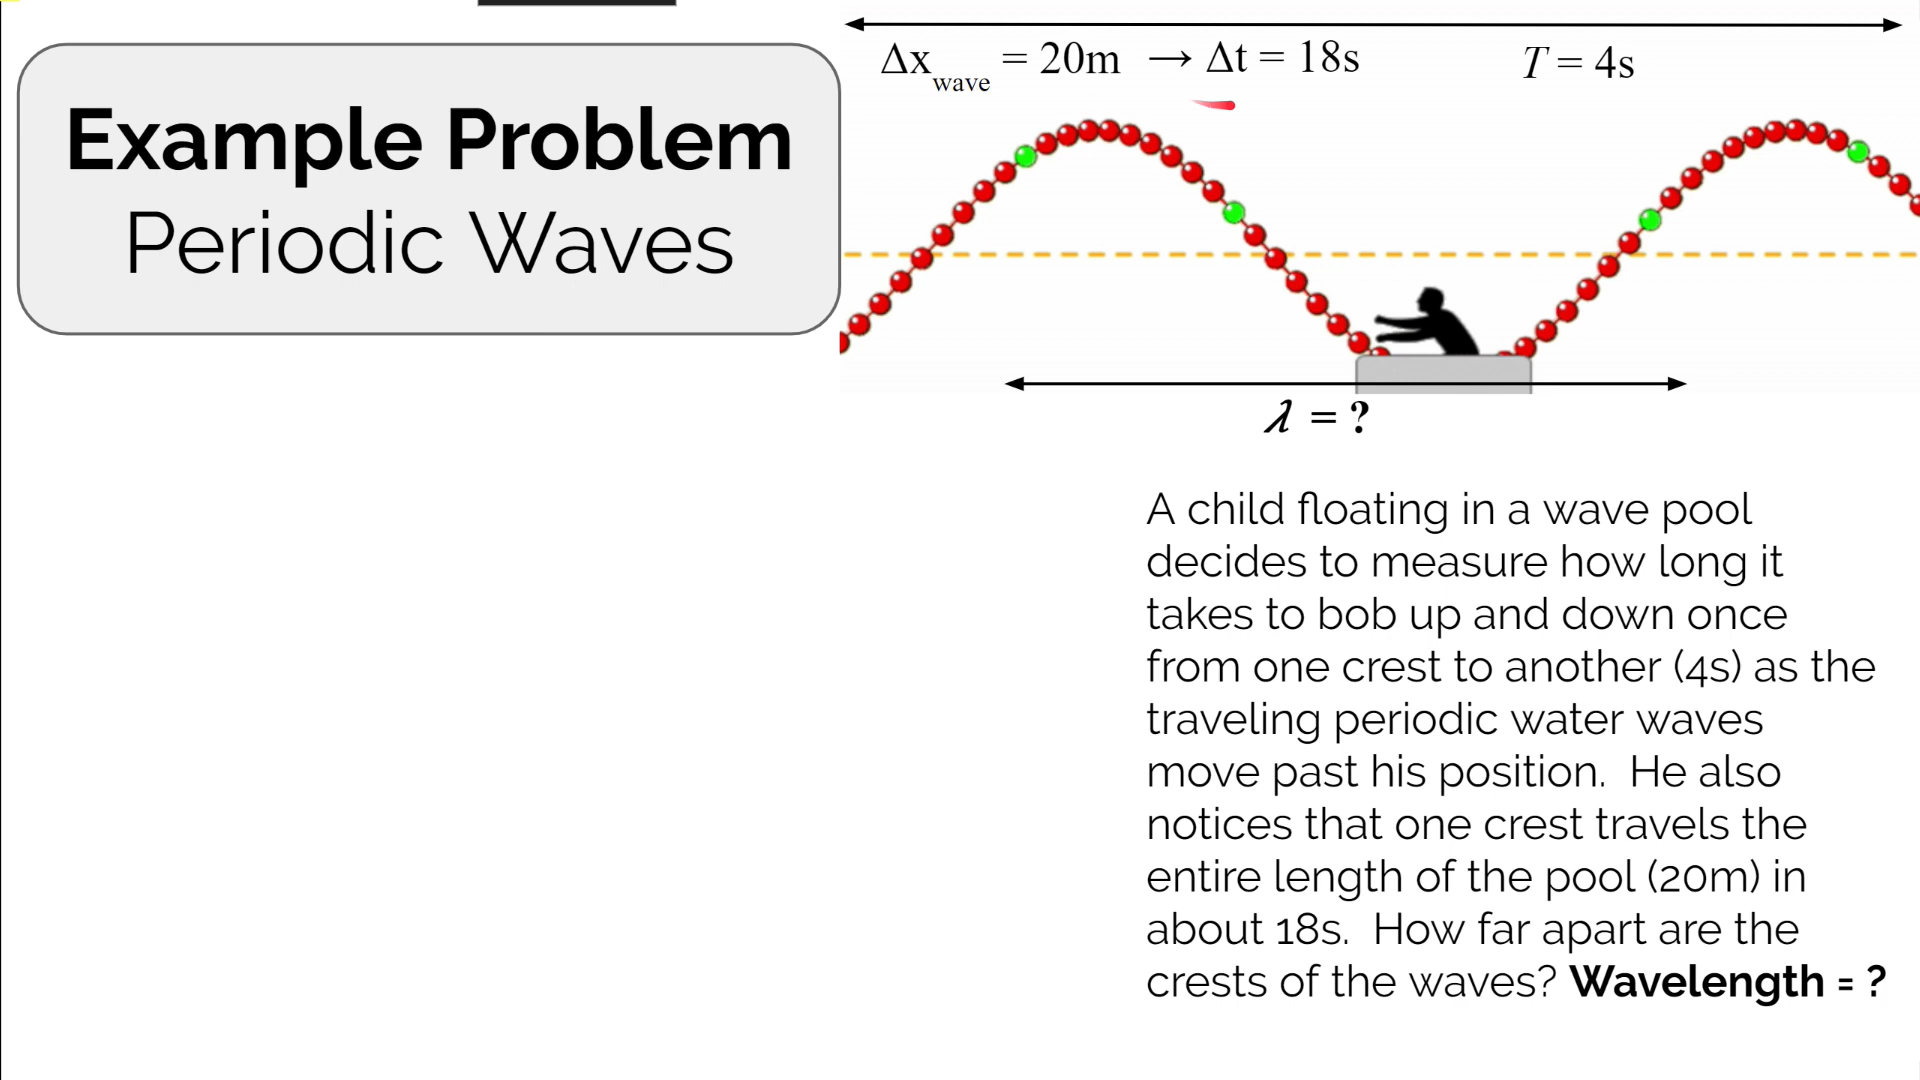 Example Problem
Periodic Waves
Δx wave = 20m → Δt = 18s
T = 4s
λ = ?
A child floating in a wave pool
decides to measure how long it
takes to bob up and down once
from one crest to another (4s) as the
traveling periodic water waves
move past his position.  He also
notices that one crest travels the
entire length of the pool (20m) in
about 18s.  How far apart are the
crests of the waves? Wavelength = ?